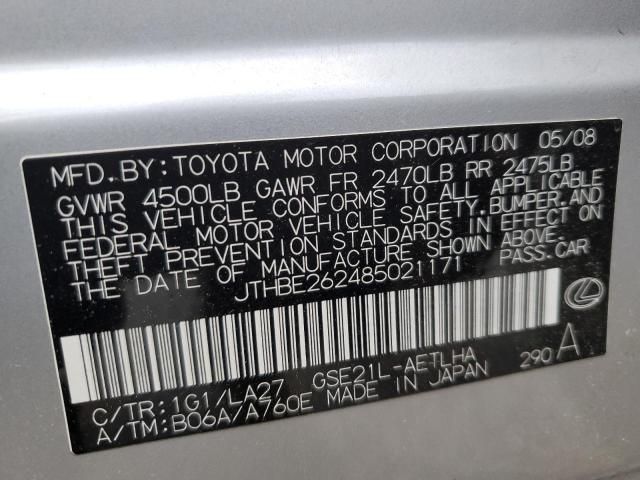 MFD. BY: TOYOTA MOTOR CORPORATION 05/08
GVWR 4500LB GAWR FR 2470LB RR 2475LB
THIS VEHICLE CONFORMS TO ALL APPLICABLE
FEDERAL MOTOR VEHICLE SAFETY, BUMPER, AND
THEFT PREVENTION STANDARDS IN EFFECT ON
THE DATE OF MANUFACTURE SHOWN ABOVE.
JTHBE262485021171 PASS. CAR
C/TR: 1G1/LA27 GSE21L-AETLHA
A/TM: B06A/A760E MADE IN JAPAN 290 A